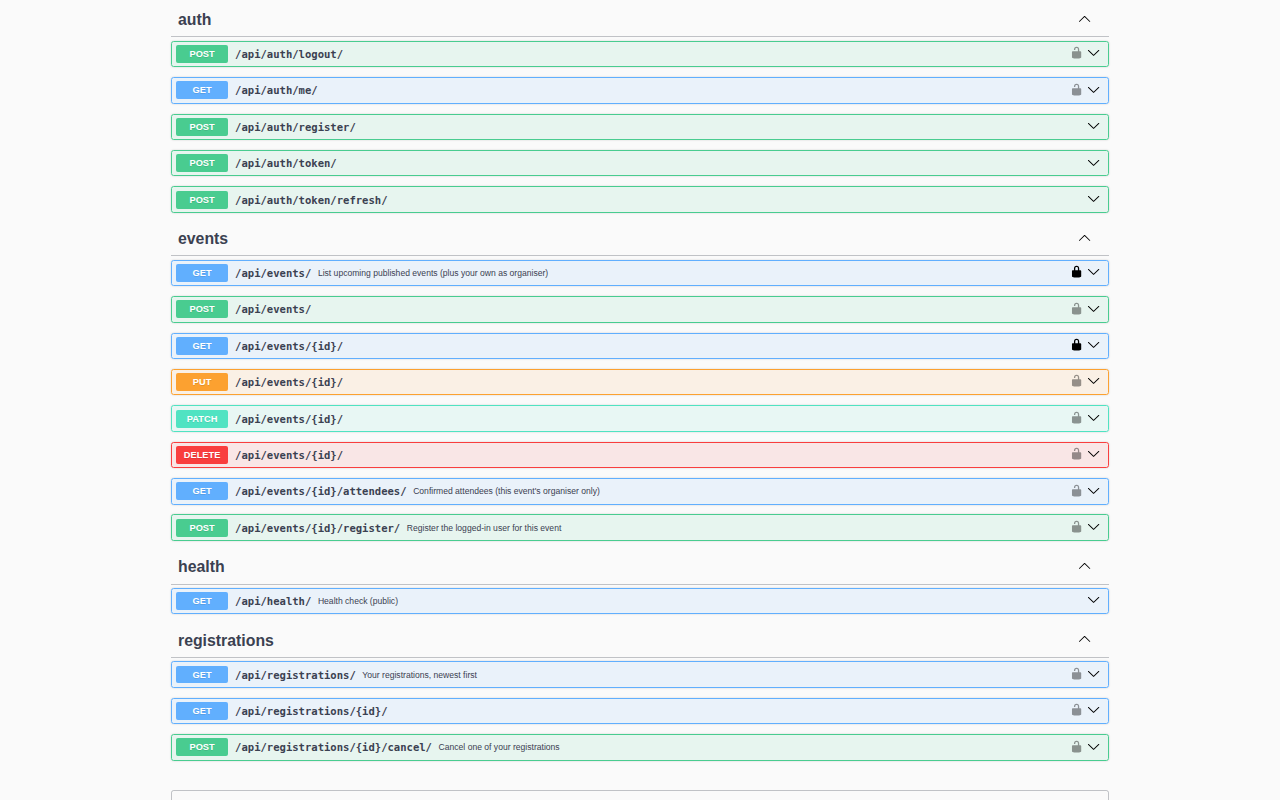 auth
POST /api/auth/logout/
GET /api/auth/me/
POST /api/auth/register/
POST /api/auth/token/
POST /api/auth/token/refresh/
events
GET /api/events/ List upcoming published events (plus your own as organiser)
POST /api/events/
GET /api/events/{id}/
PUT /api/events/{id}/
PATCH /api/events/{id}/
DELETE /api/events/{id}/
GET /api/events/{id}/attendees/ Confirmed attendees (this event's organiser only)
POST /api/events/{id}/register/ Register the logged-in user for this event
health
GET /api/health/ Health check (public)
registrations
GET /api/registrations/ Your registrations, newest first
GET /api/registrations/{id}/
POST /api/registrations/{id}/cancel/ Cancel one of your registrations